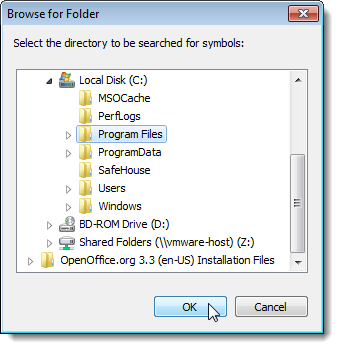 Browse for Folder
Select the directory to be searched for symbols:
Local Disk (C:)
MSOCache
PerfLogs
Program Files
ProgramData
SafeHouse
Users
Windows
BD-ROM Drive (D:)
Shared Folders (\\vmware-host) (Z:)
OpenOffice.org 3.3 (en-US) Installation Files
OK Cancel